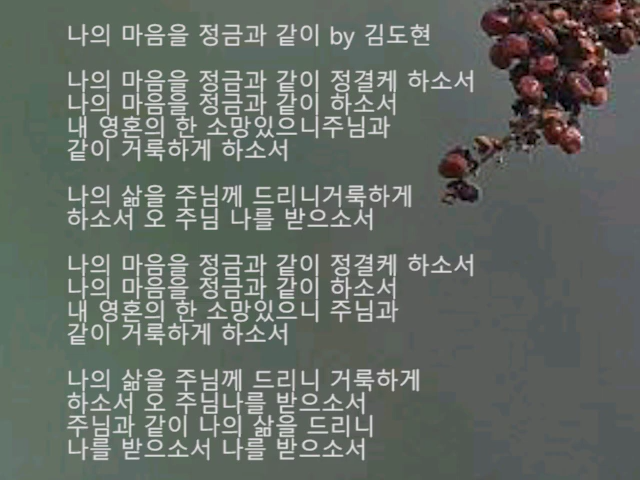 나의 마음을 정금과 같이 by 김도현
나의 마음을 정금과 같이 정결케 하소서
나의 마음을 정금과 같이 하소서
내 영혼의 한 소망있으니주님과
같이 거룩하게 하소서
나의 삶을 주님께 드리니거룩하게
하소서 오 주님 나를 받으소서
나의 마음을 정금과 같이 정결케 하소서
나의 마음을 정금과 같이 하소서
내 영혼의 한 소망있으니 주님과
같이 거룩하게 하소서
나의 삶을 주님께 드리니 거룩하게
하소서 오 주님나를 받으소서
주님과 같이 나의 삶을 드리니
나를 받으소서 나를 받으소서